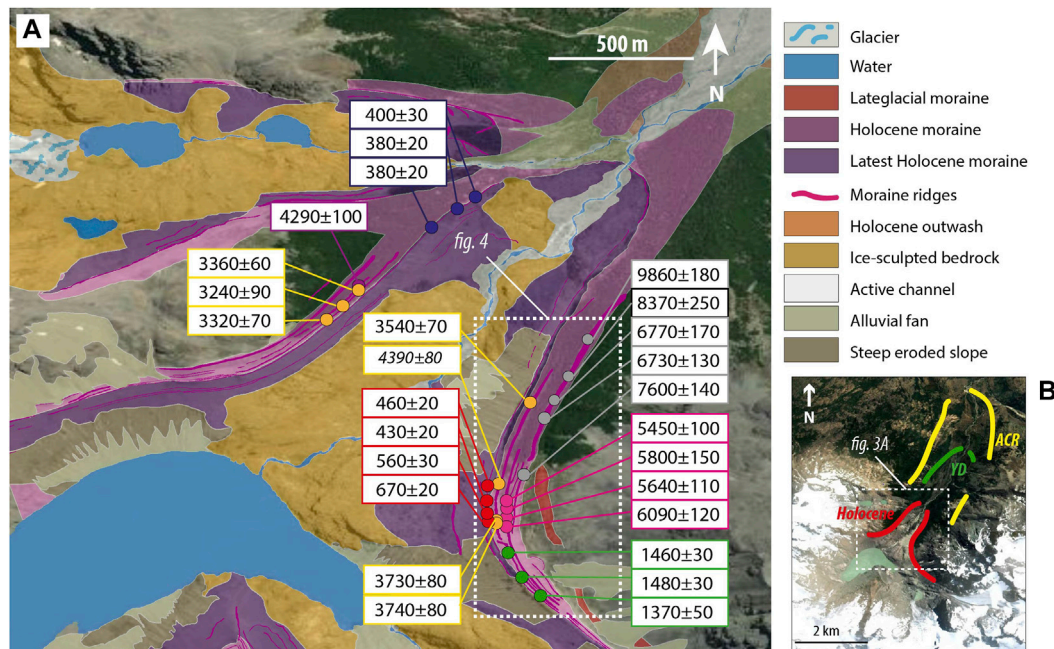 A
500 m
N
400±30
380±20
380±20
4290±100
3360±60
3240±90
3320±70
fig. 4
3540±70
4390±80
460±20
430±20
560±30
670±20
3730±80
3740±80
9860±180
8370±250
6770±170
6730±130
7600±140
5450±100
5800±150
5640±110
6090±120
1460±30
1480±30
1370±50
Glacier
Water
Lateglacial moraine
Holocene moraine
Latest Holocene moraine
Moraine ridges
Holocene outwash
Ice-sculpted bedrock
Active channel
Alluvial fan
Steep eroded slope
B
N
fig. 3A
ACR
YD
Holocene
2 km